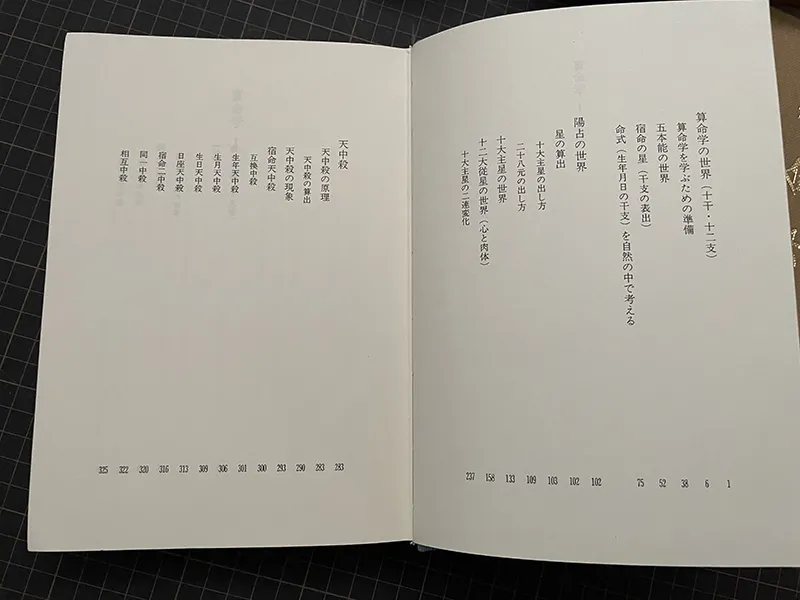 算命学の世界（十干・十二支） 1
算命学を学ぶための準備 6
五本能の世界 38
宿命の星（干支の表出） 52
命式（生年月日の干支）を自然の中で考える 75
陽占の世界 102
星の算出 102
十大主星の出し方 103
二十八元の出し方 109
十大主星の世界 133
十二大従星の世界（心と肉体） 158
十大主星の二連変化 237
天中殺 283
天中殺の原理 283
天中殺の算出 290
天中殺の現象 293
宿命天中殺 300
互換中殺 301
生年天中殺 306
生月天中殺 309
生日天中殺 313
日座天中殺 316
宿命二中殺 320
同一中殺 322
相互中殺 325